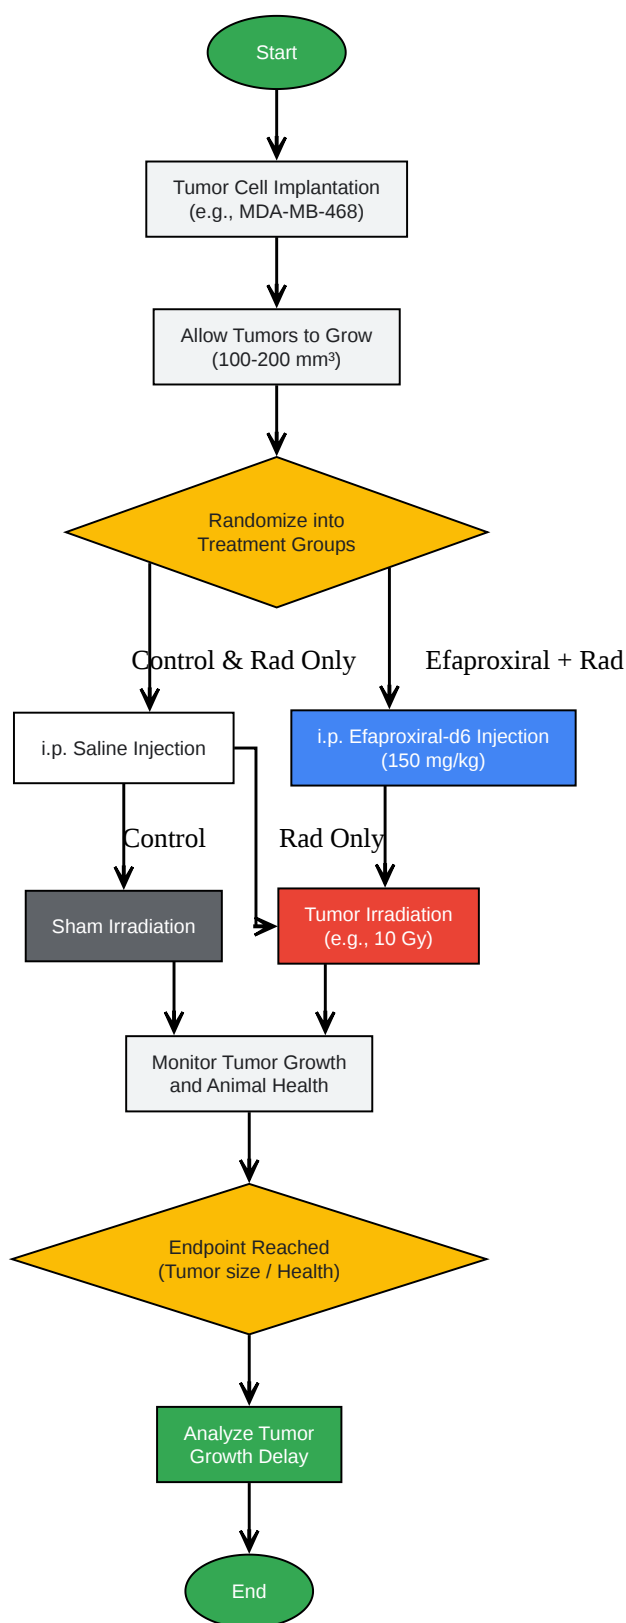 Start
Tumor Cell Implantation
(e.g., MDA-MB-468)
Allow Tumors to Grow
(100-200 mm³)
Randomize into
Treatment Groups
Control & Rad Only
Efaproxiral + Rad
i.p. Saline Injection
i.p. Efaproxiral-d6 Injection
(150 mg/kg)
Control
Rad Only
Sham Irradiation
Tumor Irradiation
(e.g., 10 Gy)
Monitor Tumor Growth
and Animal Health
Endpoint Reached
(Tumor size / Health)
Analyze Tumor
Growth Delay
End